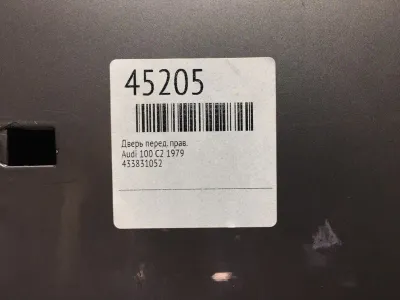 45205
Дверь перед. прав.
Audi 100 C2 1979
433831052